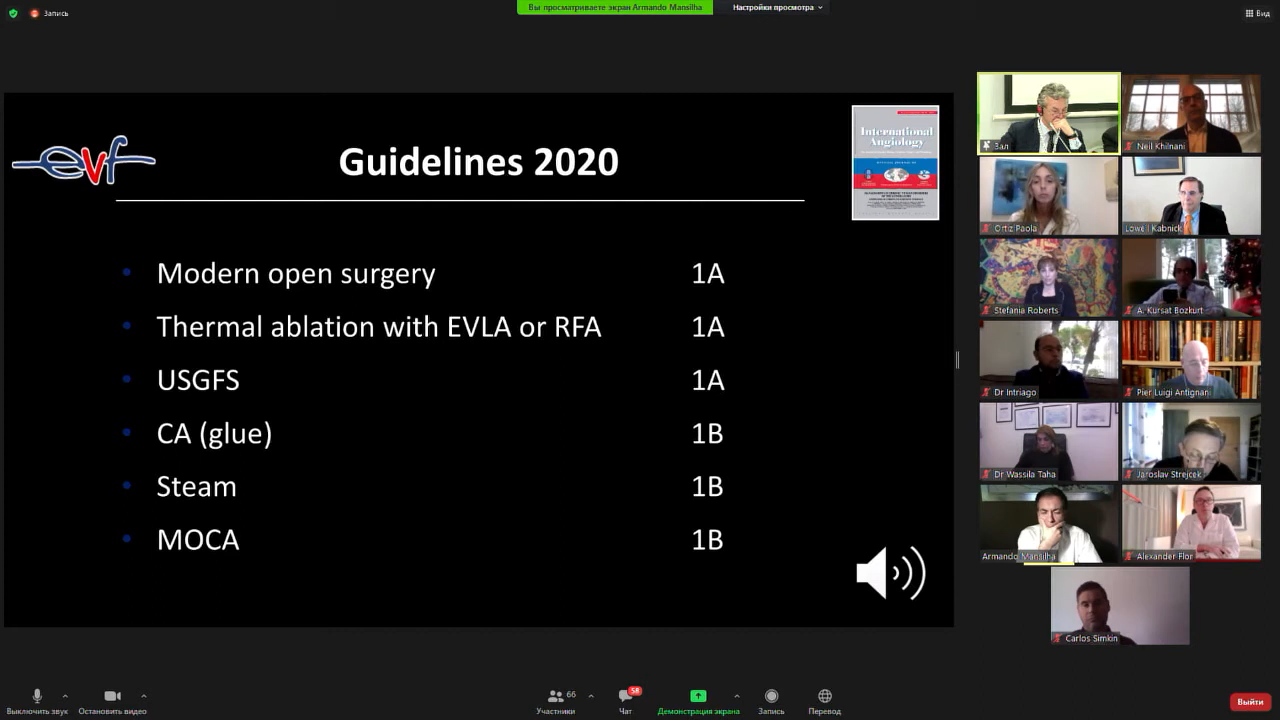 Запись
Вы просматриваете экран Armando Mansilha
Настройки просмотра
Вид
evf
Guidelines 2020
International
Angiology
Modern open surgery 1A
Thermal ablation with EVLA or RFA 1A
USGFS 1A
CA (glue) 1B
Steam 1B
MOCA 1B
Зал
Neil Khilnani
Ortiz Paola
Lowell Kabnick
Stefania Roberts
A. Kursat Bozkurt
Dr Intriago
Pier Luigi Antignani
Dr Wassila Taha
Jaroslav Strejcek
Armando Mansilha
Alexander Flor
Carlos Simkin
Выключить звук
Остановить видео
66
Участники
58
Чат
Демонстрация экрана
Запись
Перевод
Выйти